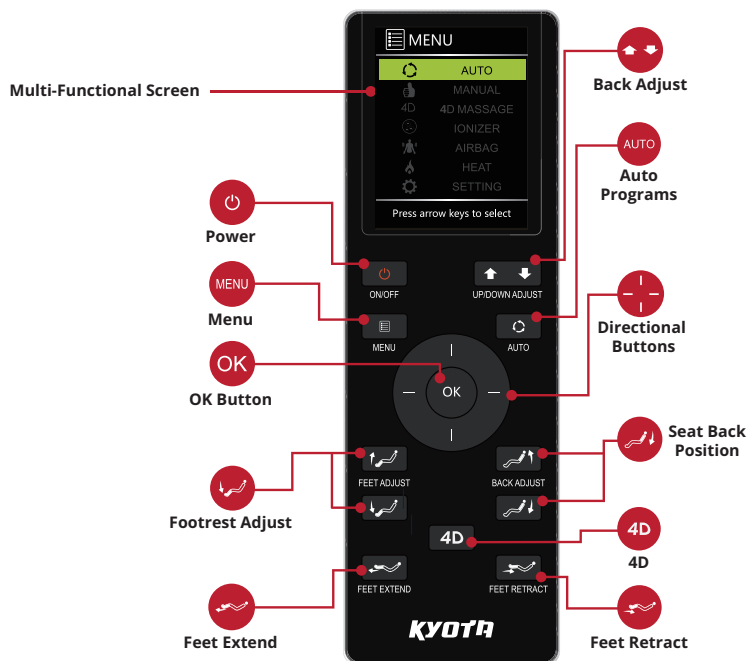 MENU
AUTO
MANUAL
4D 4D MASSAGE
IONIZER
AIRBAG
HEAT
SETTING
Press arrow keys to select
Multi-Functional Screen
Back Adjust
AUTO
Auto
Programs
Power
MENU
Menu
OK
OK Button
ON/OFF
UP/DOWN ADJUST
MENU
AUTO
OK
Directional
Buttons
Seat Back
Position
FEET ADJUST
BACK ADJUST
Footrest Adjust
4D
4D
4D
FEET EXTEND
FEET RETRACT
Feet Extend
KYOTA
Feet Retract